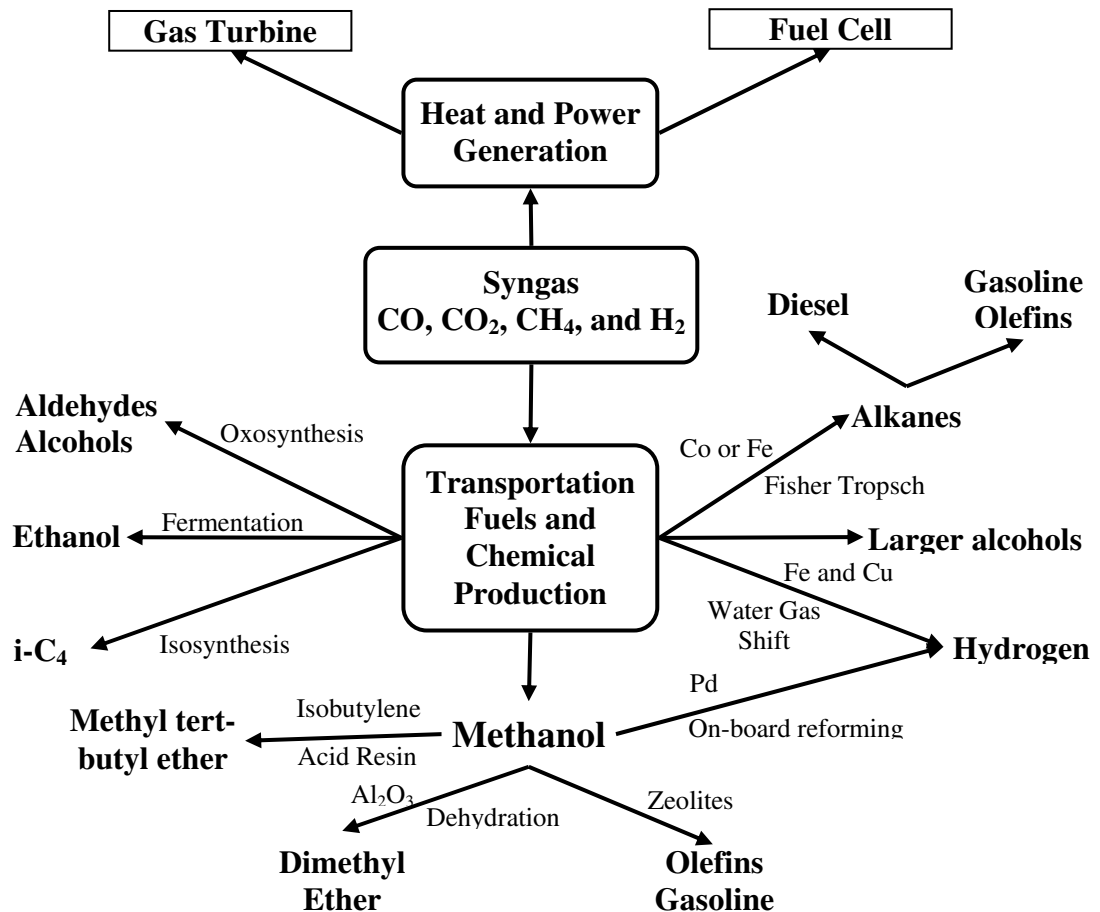 Gas Turbine
Fuel Cell
Heat and Power
Generation
Syngas
CO, CO₂, CH₄, and H₂
Diesel
Gasoline
Olefins
Aldehydes
Alcohols
Oxosynthesis
Alkanes
Co or Fe
Fisher Tropsch
Transportation
Fuels and
Chemical
Production
Ethanol
Fermentation
Larger alcohols
Fe and Cu
Water Gas
Shift
i-C₄
Isosynthesis
Hydrogen
Pd
On-board reforming
Methyl tert-
butyl ether
Isobutylene
Acid Resin
Methanol
Al₂O₃
Dehydration
Zeolites
Dimethyl
Ether
Olefins
Gasoline